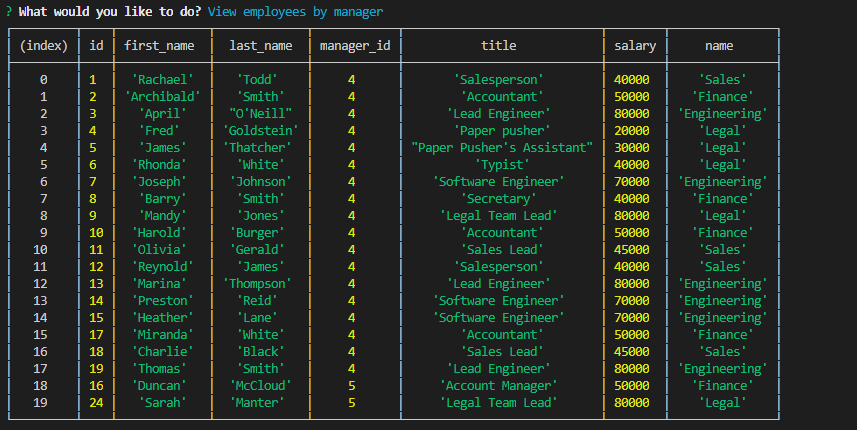 ? What would you like to do? View employees by manager
(index) id first_name last_name manager_id title salary name
0 1 'Rachael' 'Todd' 4 'Salesperson' 40000 'Sales'
1 2 'Archibald' 'Smith' 4 'Accountant' 50000 'Finance'
2 3 'April' "O'Neill" 4 'Lead Engineer' 80000 'Engineering'
3 4 'Fred' 'Goldstein' 4 'Paper pusher' 20000 'Legal'
4 5 'James' 'Thatcher' 4 "Paper Pusher's Assistant" 30000 'Legal'
5 6 'Rhonda' 'White' 4 'Typist' 40000 'Legal'
6 7 'Joseph' 'Johnson' 4 'Software Engineer' 70000 'Engineering'
7 8 'Barry' 'Smith' 4 'Secretary' 40000 'Finance'
8 9 'Mandy' 'Jones' 4 'Legal Team Lead' 80000 'Legal'
9 10 'Harold' 'Burger' 4 'Accountant' 50000 'Finance'
10 11 'Olivia' 'Gerald' 4 'Sales Lead' 45000 'Sales'
11 12 'Reynold' 'James' 4 'Salesperson' 40000 'Sales'
12 13 'Marina' 'Thompson' 4 'Lead Engineer' 80000 'Engineering'
13 14 'Preston' 'Reid' 4 'Software Engineer' 70000 'Engineering'
14 15 'Heather' 'Lane' 4 'Software Engineer' 70000 'Engineering'
15 17 'Miranda' 'White' 4 'Accountant' 50000 'Finance'
16 18 'Charlie' 'Black' 4 'Sales Lead' 45000 'Sales'
17 19 'Thomas' 'Smith' 4 'Lead Engineer' 80000 'Engineering'
18 16 'Duncan' 'McCloud' 5 'Account Manager' 50000 'Finance'
19 24 'Sarah' 'Manter' 5 'Legal Team Lead' 80000 'Legal'